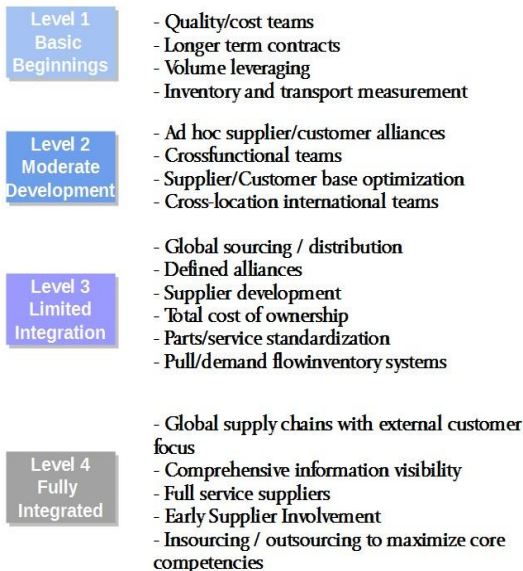 Level 1
Basic
Beginnings
- Quality/cost teams
- Longer term contracts
- Volume leveraging
- Inventory and transport measurement
Level 2
Moderate
Development
- Ad hoc supplier/customer alliances
- Crossfunctional teams
- Supplier/Customer base optimization
- Cross-location international teams
Level 3
Limited
Integration
- Global sourcing / distribution
- Defined alliances
- Supplier development
- Total cost of ownership
- Parts/service standardization
- Pull/demand flowinventory systems
Level 4
Fully
Integrated
- Global supply chains with external customer
focus
- Comprehensive information visibility
- Full service suppliers
- Early Supplier Involvement
- Insourcing / outsourcing to maximize core
competencies